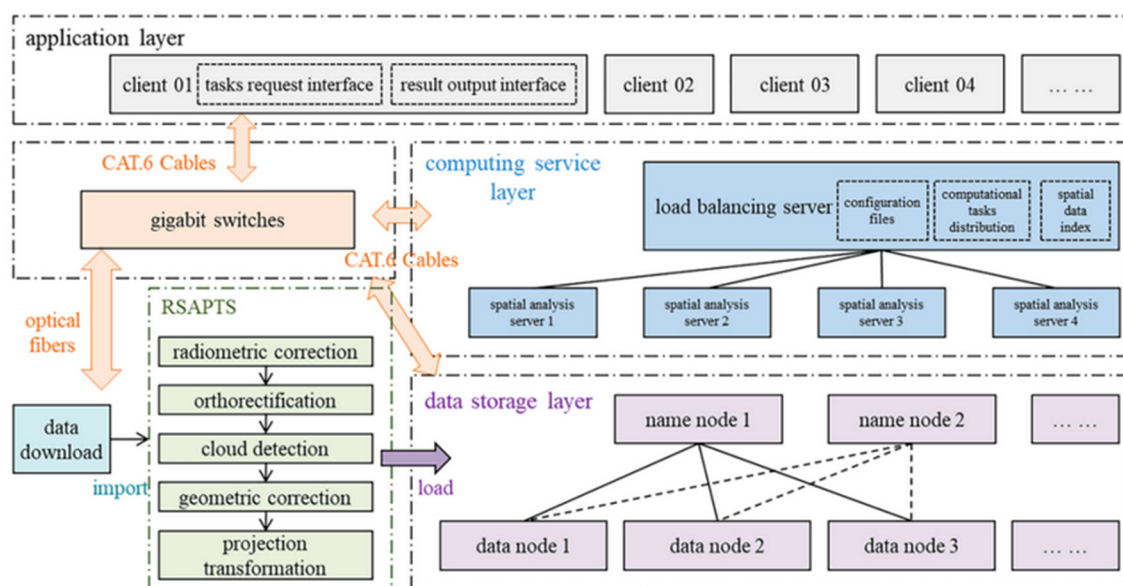 application layer
client 01
tasks request interface
result output interface
client 02
client 03
client 04
... ...
CAT.6 Cables
gigabit switches
CAT.6 Cables
computing service
layer
load balancing server
configuration
files
computational
tasks
distribution
spatial
data
index
spatial analysis
server 1
spatial analysis
server 2
spatial analysis
server 3
spatial analysis
server 4
optical
fibers
RSAPTS
radiometric correction
orthorectification
cloud detection
geometric correction
projection
transformation
data
download
import
load
data storage layer
name node 1
name node 2
... ...
data node 1
data node 2
data node 3
... ...